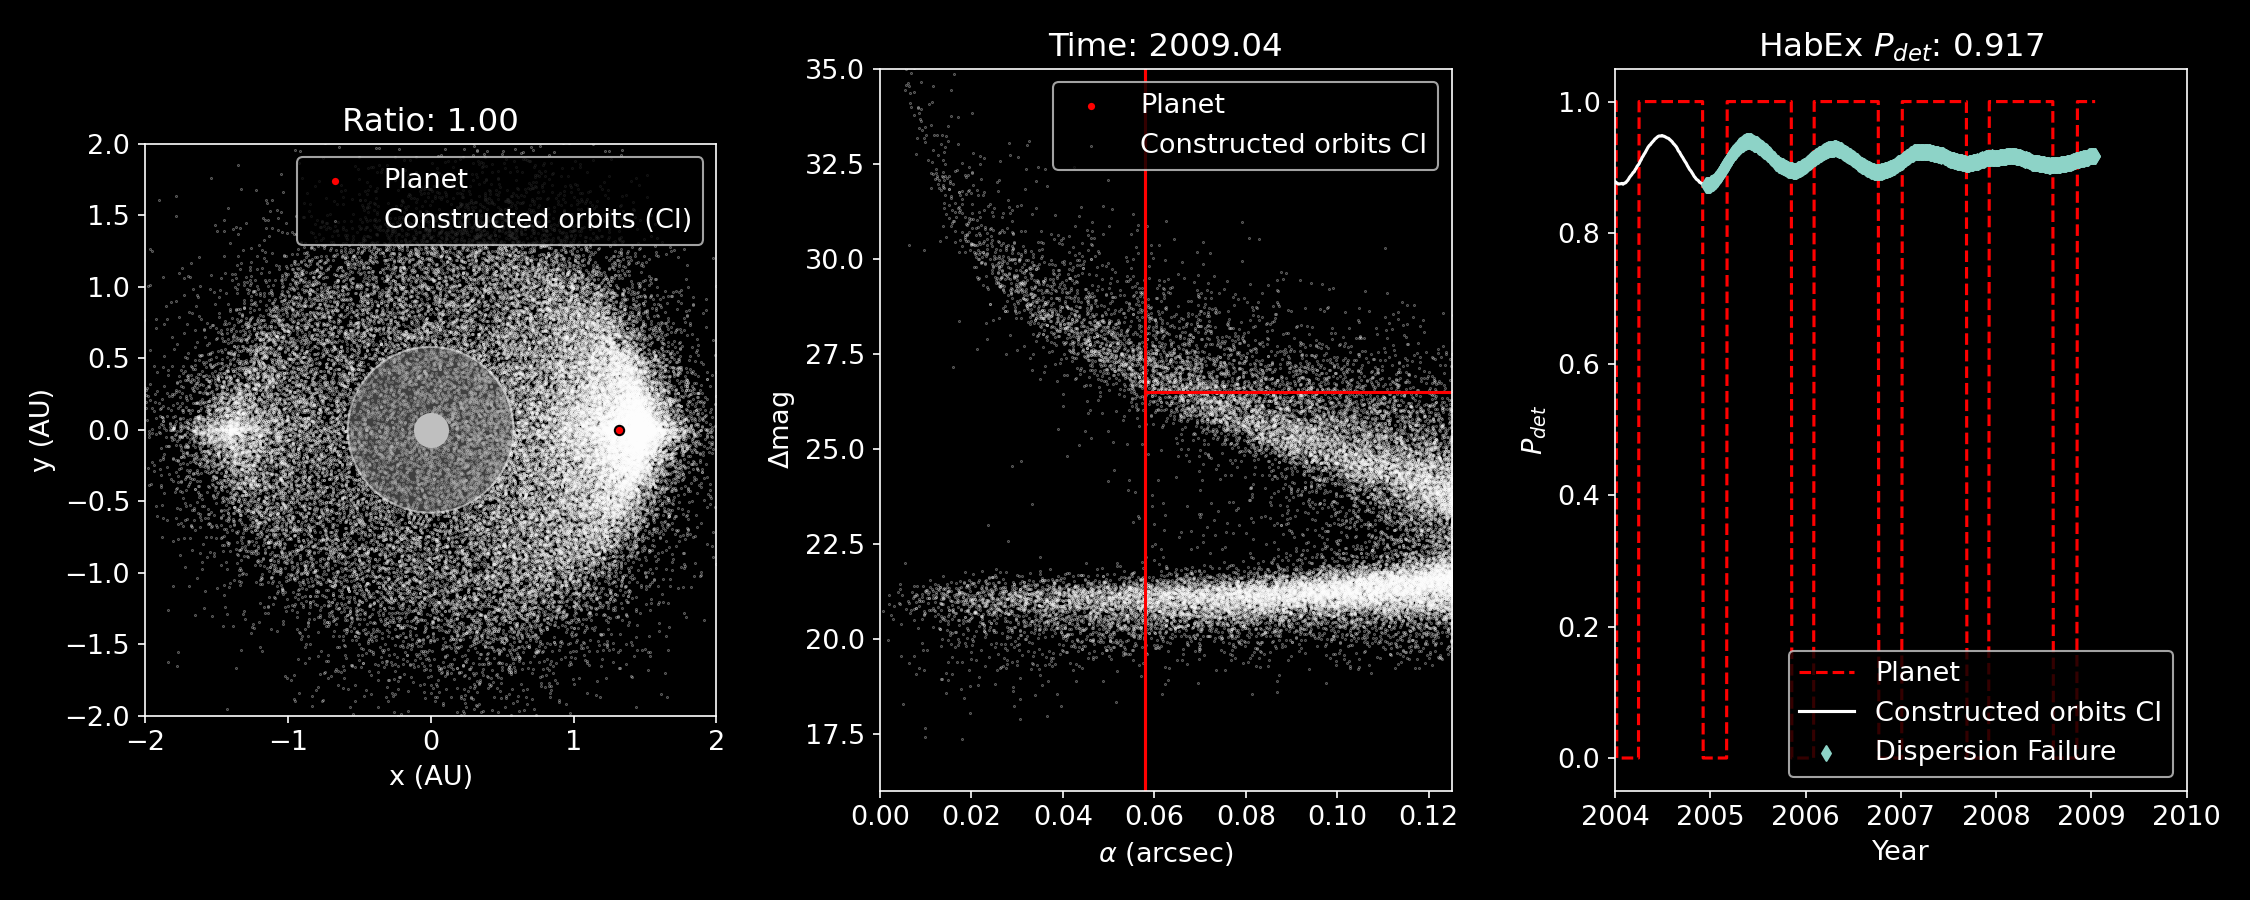 Ratio: 1.00
Planet
Constructed orbits (CI)
2.0
1.5
1.0
0.5
0.0
−0.5
−1.0
−1.5
−2.0
y (AU)
−2
−1
0
1
2
x (AU)
Time: 2009.04
Planet
Constructed orbits CI
35.0
32.5
30.0
27.5
25.0
22.5
20.0
17.5
Δmag
0.00
0.02
0.04
0.06
0.08
0.10
0.12
α (arcsec)
HabEx P_det: 0.917
1.0
0.8
0.6
0.4
0.2
0.0
P_det
Planet
Constructed orbits CI
Dispersion Failure
2004
2005
2006
2007
2008
2009
2010
Year